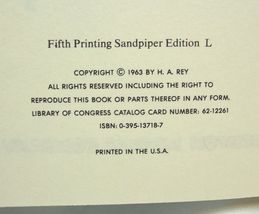 Fifth Printing Sandpiper Edition L
COPYRIGHT © 1963 BY H. A. REY
ALL RIGHTS RESERVED INCLUDING THE RIGHT TO
REPRODUCE THIS BOOK OR PARTS THEREOF IN ANY FORM.
LIBRARY OF CONGRESS CATALOG CARD NUMBER: 62-12261
ISBN: 0-395-13718-7
PRINTED IN THE U.S.A.